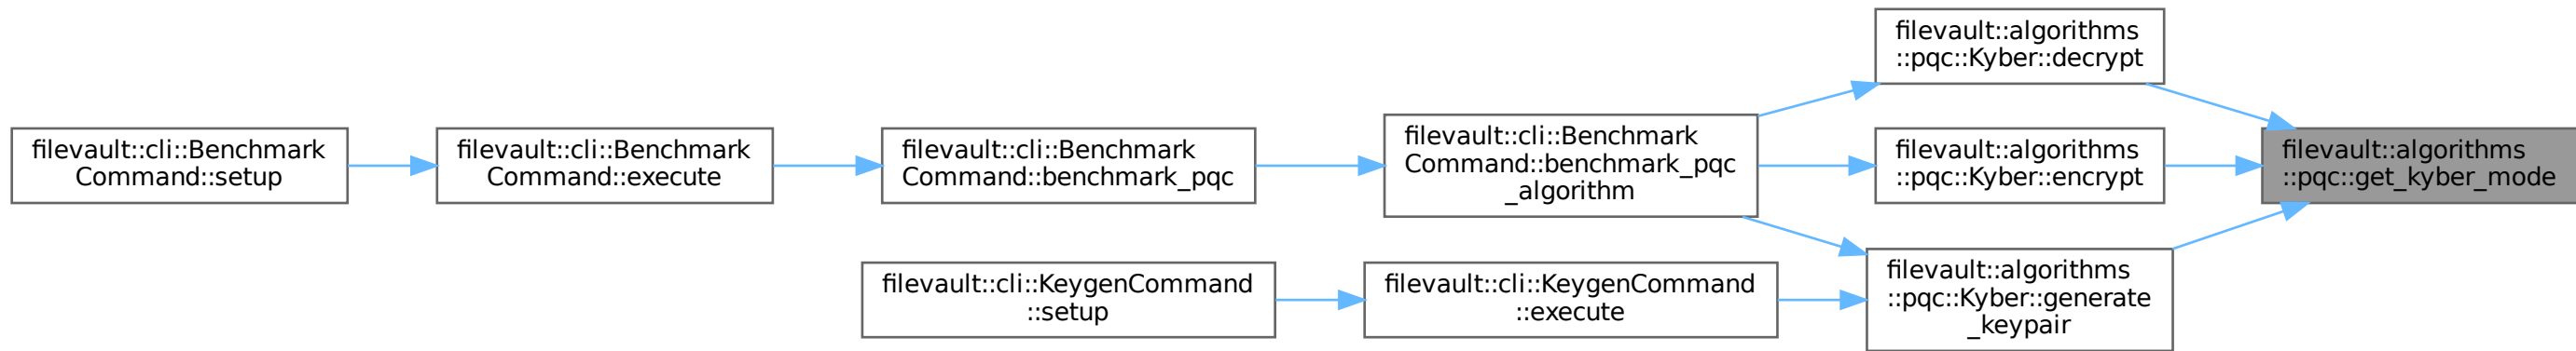 filevault::algorithms
::pqc::Kyber::decrypt
filevault::cli::Benchmark
Command::setup
filevault::cli::Benchmark
Command::execute
filevault::cli::Benchmark
Command::benchmark_pqc
filevault::cli::Benchmark
Command::benchmark_pqc
_algorithm
filevault::algorithms
::pqc::Kyber::encrypt
filevault::algorithms
::pqc::get_kyber_mode
filevault::cli::KeygenCommand
::setup
filevault::cli::KeygenCommand
::execute
filevault::algorithms
::pqc::Kyber::generate
_keypair